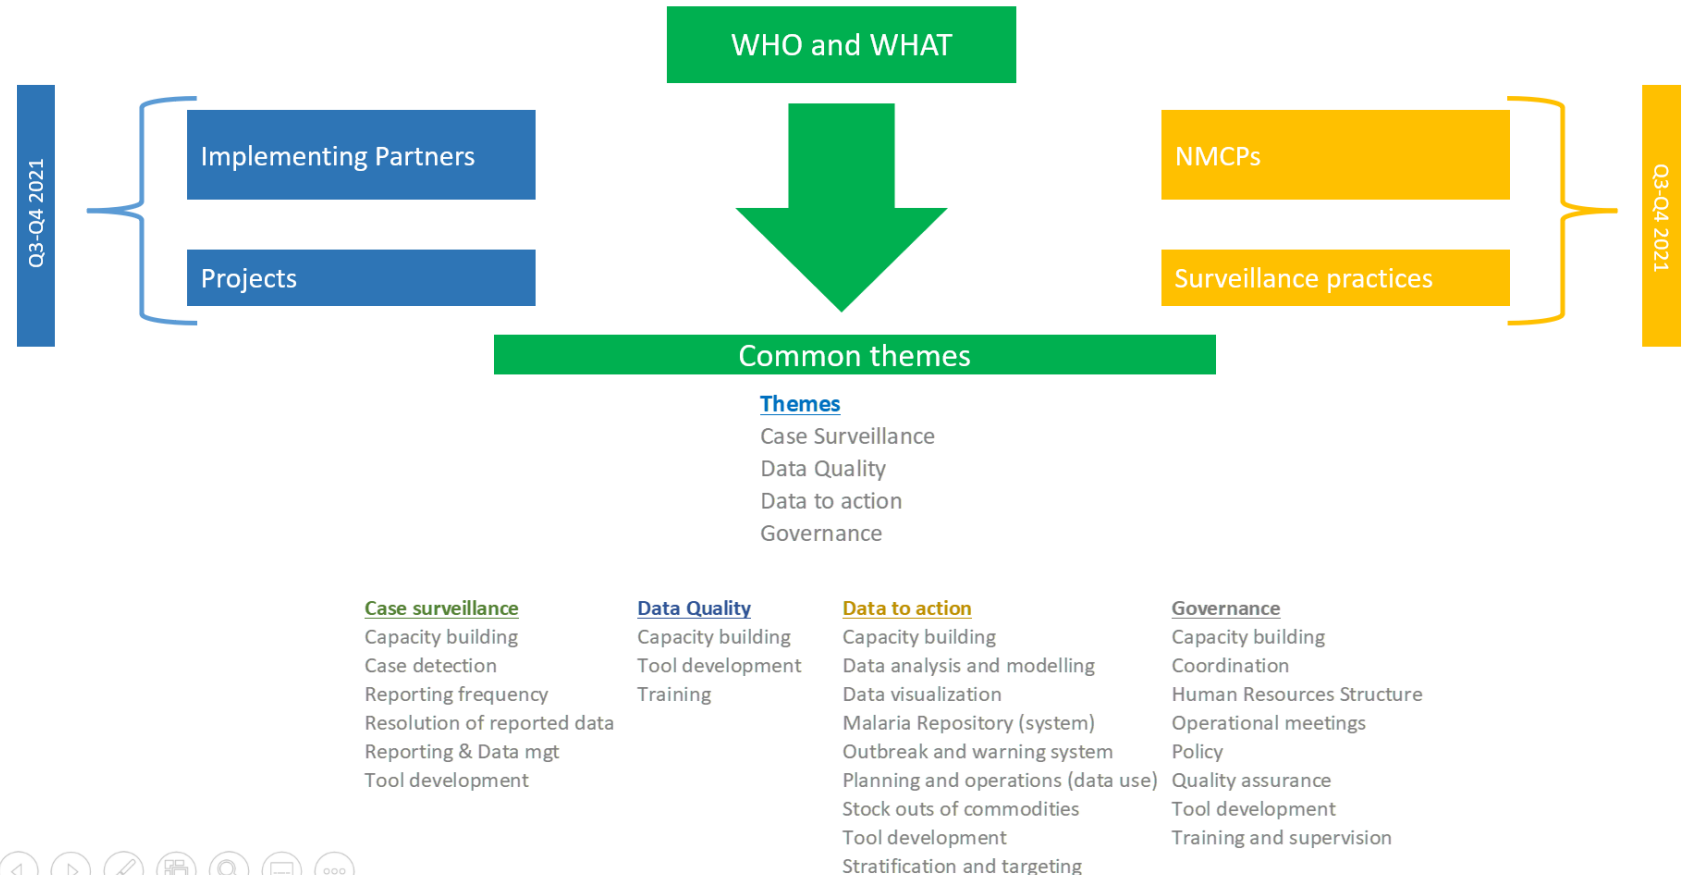 WHO and WHAT
Q3-Q4 2021
Implementing Partners
Projects
NMCPs
Surveillance practices
Q3-Q4 2021
Common themes
Themes
Case Surveillance
Data Quality
Data to action
Governance
Case surveillance
Capacity building
Case detection
Reporting frequency
Resolution of reported data
Reporting & Data mgt
Tool development
Data Quality
Capacity building
Tool development
Training
Data to action
Capacity building
Data analysis and modelling
Data visualization
Malaria Repository (system)
Outbreak and warning system
Planning and operations (data use)
Stock outs of commodities
Tool development
Stratification and targeting
Governance
Capacity building
Coordination
Human Resources Structure
Operational meetings
Policy
Quality assurance
Tool development
Training and supervision